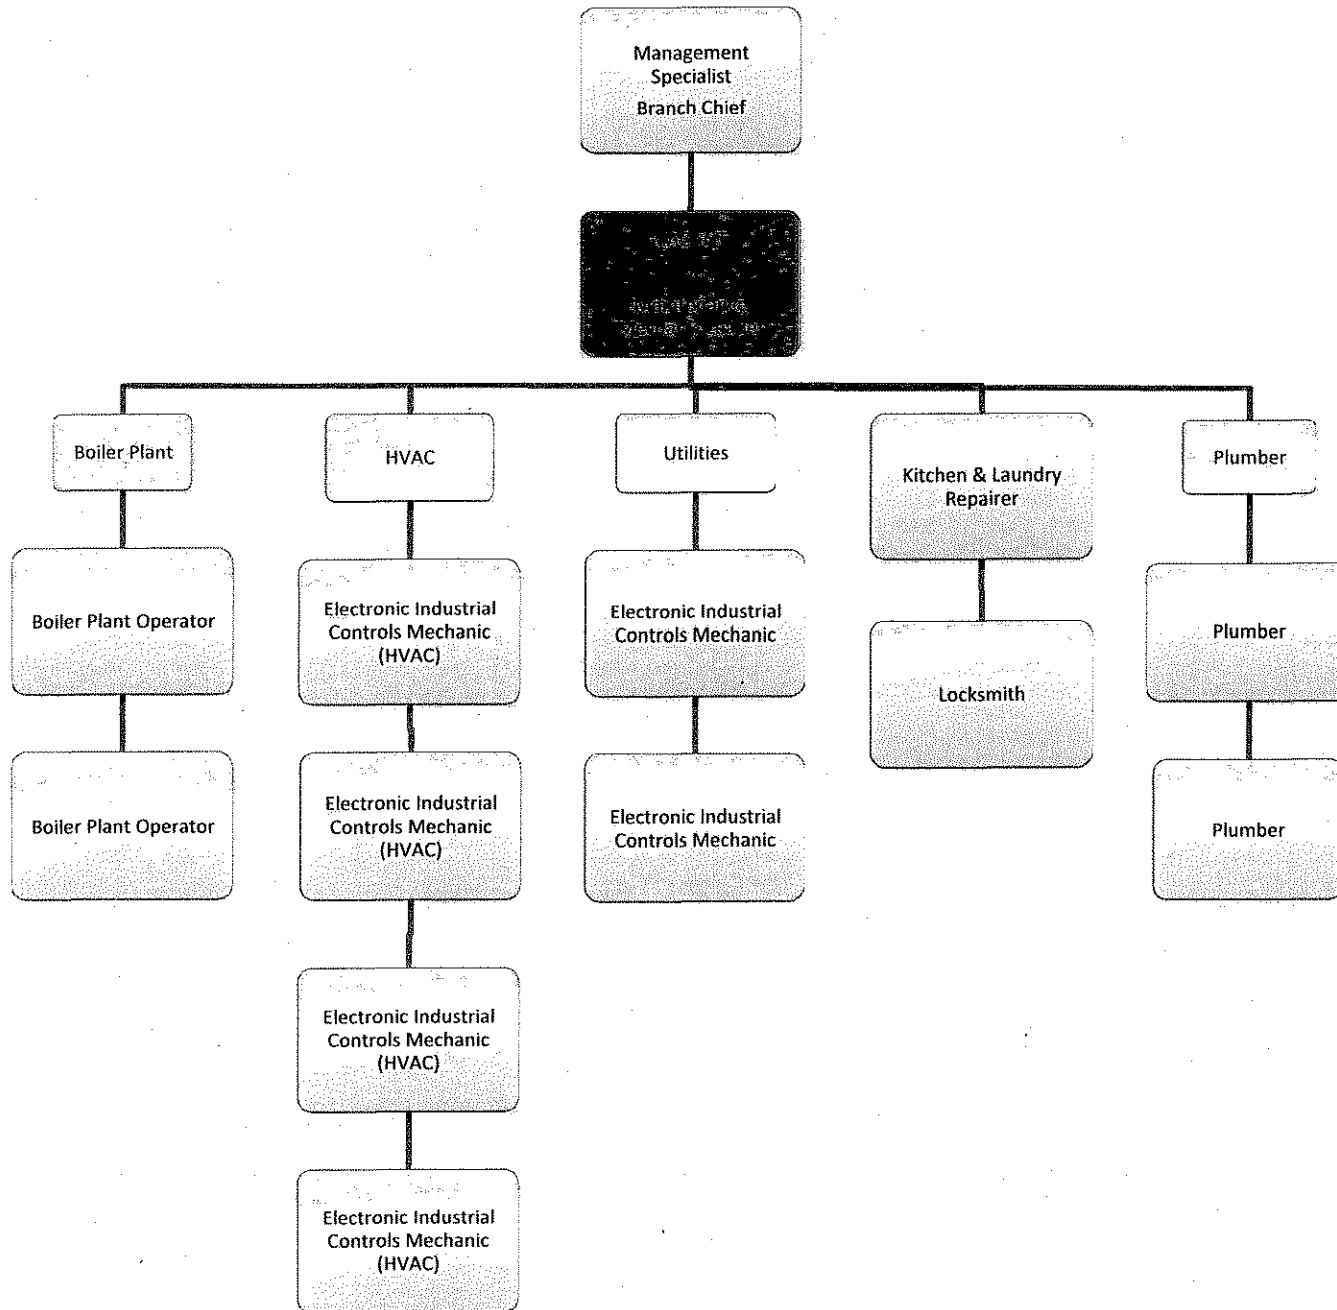 Management
Specialist
Branch Chief
Boiler Plant
HVAC
Utilities
Kitchen & Laundry
Repairer
Plumber
Boiler Plant Operator
Electronic Industrial
Controls Mechanic
(HVAC)
Electronic Industrial
Controls Mechanic
Locksmith
Plumber
Boiler Plant Operator
Electronic Industrial
Controls Mechanic
(HVAC)
Electronic Industrial
Controls Mechanic
Plumber
Electronic Industrial
Controls Mechanic
(HVAC)
Electronic Industrial
Controls Mechanic
(HVAC)